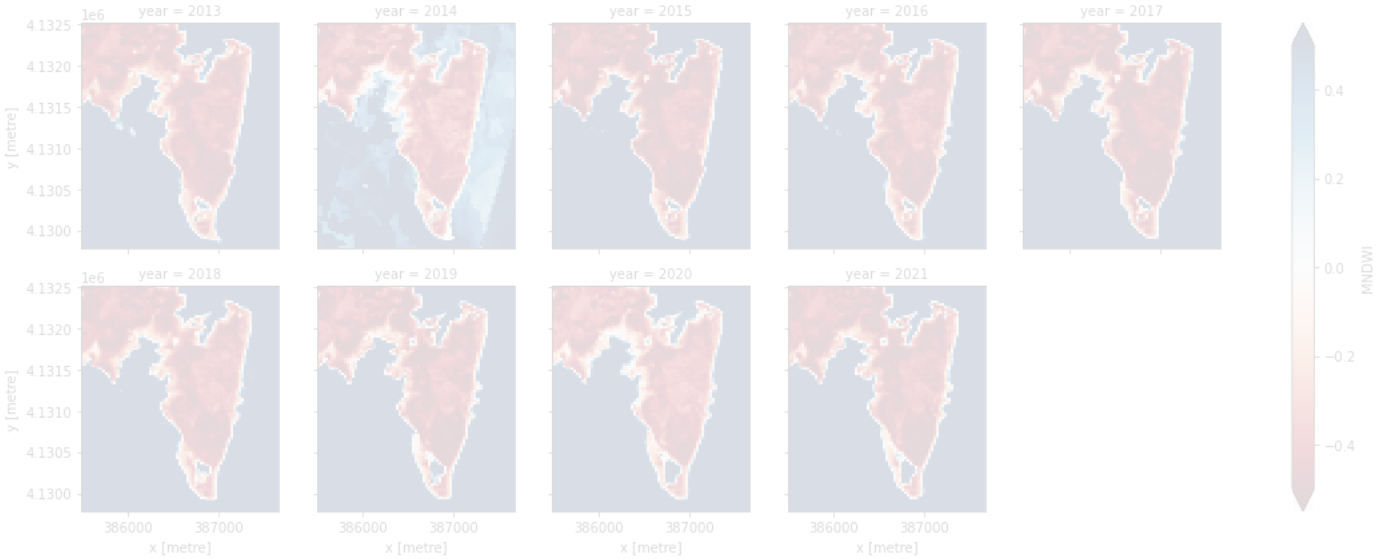 1e6 year = 2013 year = 2014 year = 2015 year = 2016 year = 2017
4.1325
4.1320
4.1315
4.1310
4.1305
4.1300
y [metre]
1e6 year = 2018 year = 2019 year = 2020 year = 2021
4.1325
4.1320
4.1315
4.1310
4.1305
4.1300
y [metre]
386000 387000 386000 387000 386000 387000 386000 387000
x [metre] x [metre] x [metre] x [metre]
0.4
0.2
0.0
−0.2
−0.4
MNDWI